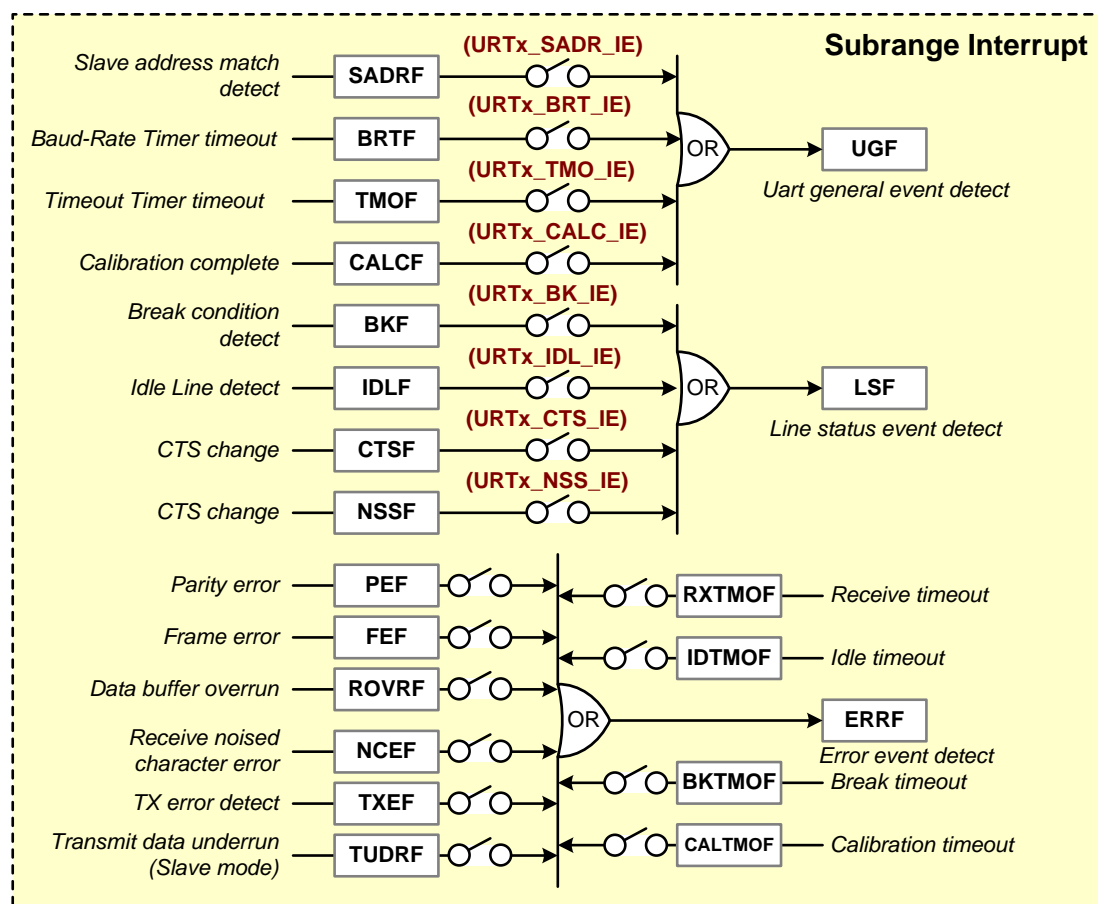 Subrange Interrupt
(URTx_SADR_IE)
Slave address match
detect
SADRF
(URTx_BRT_IE)
Baud-Rate Timer timeout
BRTF
OR
UGF
Uart general event detect
(URTx_TMO_IE)
Timeout Timer timeout
TMOF
(URTx_CALC_IE)
Calibration complete
CALCF
(URTx_BK_IE)
Break condition
detect
BKF
(URTx_IDL_IE)
Idle Line detect
IDLF
OR
LSF
Line status event detect
(URTx_CTS_IE)
CTS change
CTSF
(URTx_NSS_IE)
CTS change
NSSF
Parity error
PEF
RXTMOF
Receive timeout
Frame error
FEF
IDTMOF
Idle timeout
Data buffer overrun
ROVRF
OR
ERRF
Error event detect
Receive noised
character error
NCEF
BKTMOF
Break timeout
TX error detect
TXEF
Transmit data underrun
(Slave mode)
TUDRF
CALTMOF
Calibration timeout